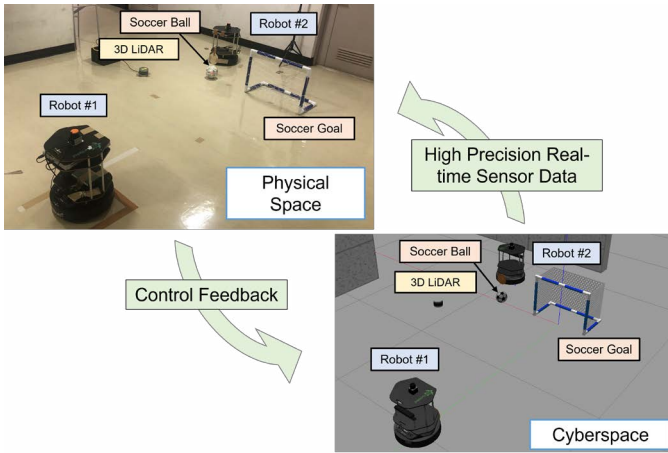 Soccer Ball
Robot #2
3D LiDAR
Robot #1
Soccer Goal
Physical
Space
High Precision Real-
time Sensor Data
Control Feedback
Soccer Ball
Robot #2
3D LiDAR
Soccer Goal
Robot #1
Cyberspace